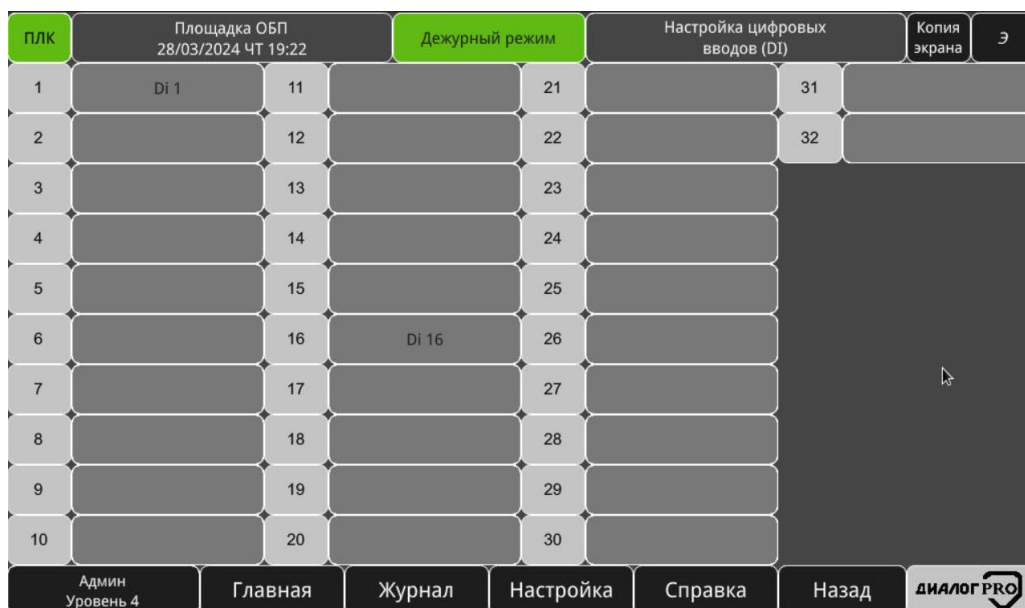 ПЛК
Площадка ОБП
28/03/2024 ЧТ 19:22
Дежурный режим
Настройка цифровых
вводов (DI)
Копия
экрана
Э
1 Di 1 11 21 31
2 12 22 32
3 13 23
4 14 24
5 15 25
6 16 Di 16 26
7 17 27
8 18 28
9 19 29
10 20 30
Админ
Уровень 4
Главная
Журнал
Настройка
Справка
Назад
ДИАЛОГ PRO